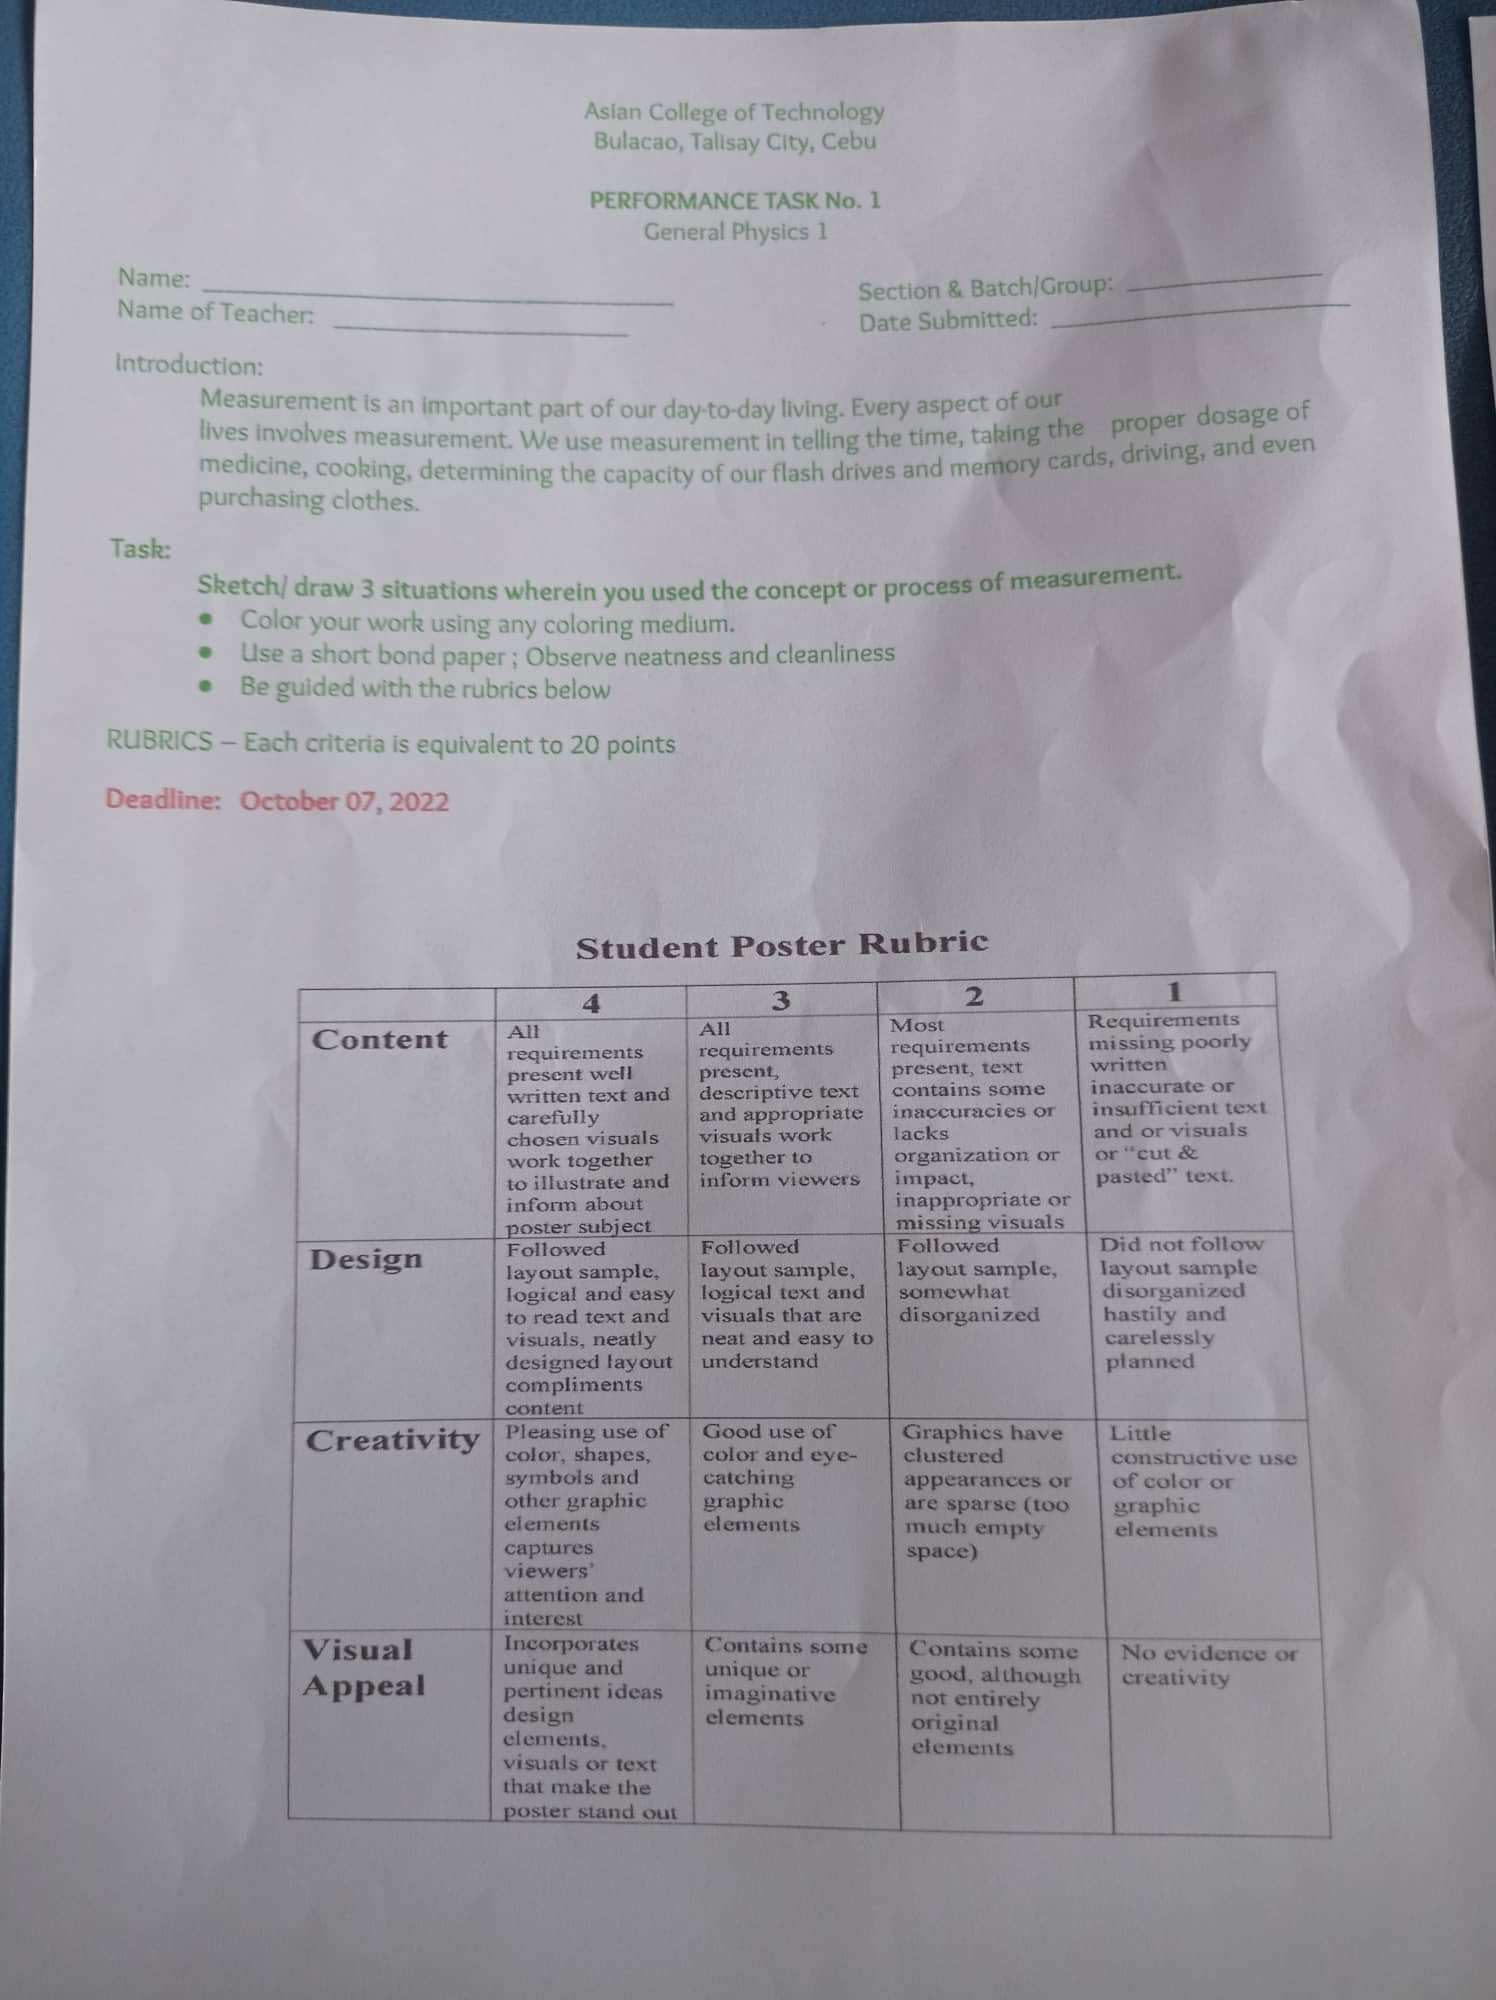 Asian College of Technology
Bulacao, Talisay City, Cebu
PERFORMANCE TASK No. 1
General Physics 1
Name:
Section & Batch/Group:
Name of Teacher:
Date Submitted:
Introduction:
Measurement is an important part of our day-to-day living. Every aspect of our
lives involves measurement. We use measurement in telling the time, taking the proper dosage of
medicine, cooking, determining the capacity of our flash drives and memory cards, driving, and even
purchasing clothes.
Task:
Sketch/ draw 3 situations wherein you used the concept or process of measurement.
• Color your work using any coloring medium.
• Use a short bond paper ; Observe neatness and cleanliness
• Be guided with the rubrics below
RUBRICS – Each criteria is equivalent to 20 points
Deadline: October 07, 2022
Student Poster Rubric
4
3
2
1
Content
All
requirements
present well
written text and
carefully
chosen visuals
work together
to illustrate and
inform about
poster subject
All
requirements
present,
descriptive text
and appropriate
visuals work
together to
inform viewers
Most
requirements
present, text
contains some
inaccuracies or
lacks
organization or
impact,
inappropriate or
missing visuals
Requirements
missing poorly
written
inaccurate or
insufficient text
and or visuals
or "cut &
pasted" text.
Design
Followed
layout sample,
logical and easy
to read text and
visuals, neatly
designed layout
compliments
content
Followed
layout sample,
logical text and
visuals that are
neat and easy to
understand
Followed
layout sample,
somewhat
disorganized
Did not follow
layout sample
disorganized
hastily and
carelessly
planned
Creativity
Pleasing use of
color, shapes,
symbols and
other graphic
elements
captures
viewers'
attention and
interest
Good use of
color and eye-
catching
graphic
elements
Graphics have
clustered
appearances or
are sparse (too
much empty
space)
Little
constructive use
of color or
graphic
elements
Visual
Appeal
Incorporates
unique and
pertinent ideas
design
elements,
visuals or text
that make the
poster stand out
Contains some
unique or
imaginative
elements
Contains some
good, although
not entirely
original
elements
No evidence or
creativity